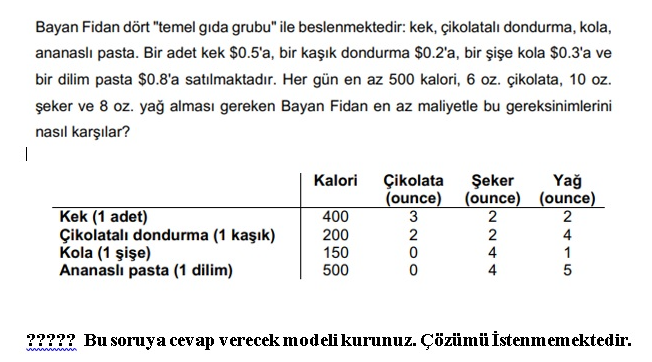 Bayan Fidan dört "temel gıda grubu" ile beslenmektedir: kek, çikolatalı dondurma, kola,
ananaslı pasta. Bir adet kek $0.5'a, bir kaşık dondurma $0.2'a, bir şişe kola $0.3'a ve
bir dilim pasta $0.8'a satılmaktadır. Her gün en az 500 kalori, 6 oz. çikolata, 10 oz.
şeker ve 8 oz. yağ alması gereken Bayan Fidan en az maliyetle bu gereksinimlerini
nasıl karşılar?
Kalori Çikolata Şeker Yağ
(ounce) (ounce) (ounce)
Kek (1 adet) 400 3 2 2
Çikolatalı dondurma (1 kaşık) 200 2 2 4
Kola (1 şişe) 150 0 4 1
Ananaslı pasta (1 dilim) 500 0 4 5
????? Bu soruya cevap verecek modeli kurunuz. Çözümü İstenmemektedir.